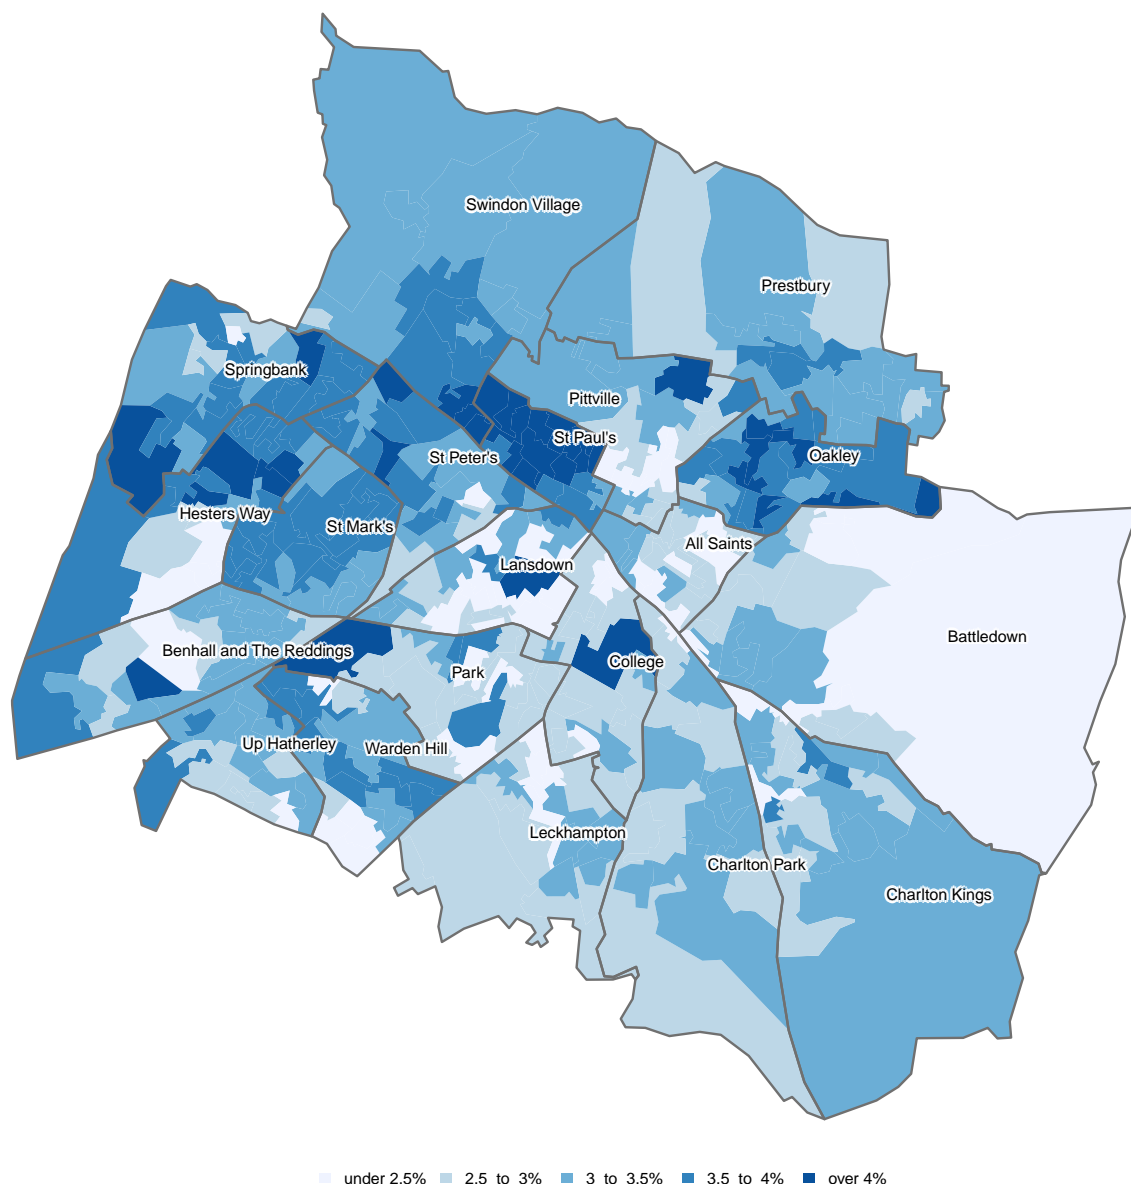 Swindon Village
Prestbury
Springbank
Pittville
St Paul's
St Peter's
Oakley
Hesters Way
St Mark's
All Saints
Lansdown
Battledown
Benhall and The Reddings
College
Park
Up Hatherley
Warden Hill
Leckhampton
Charlton Park
Charlton Kings
under 2.5% 2.5 to 3% 3 to 3.5% 3.5 to 4% over 4%